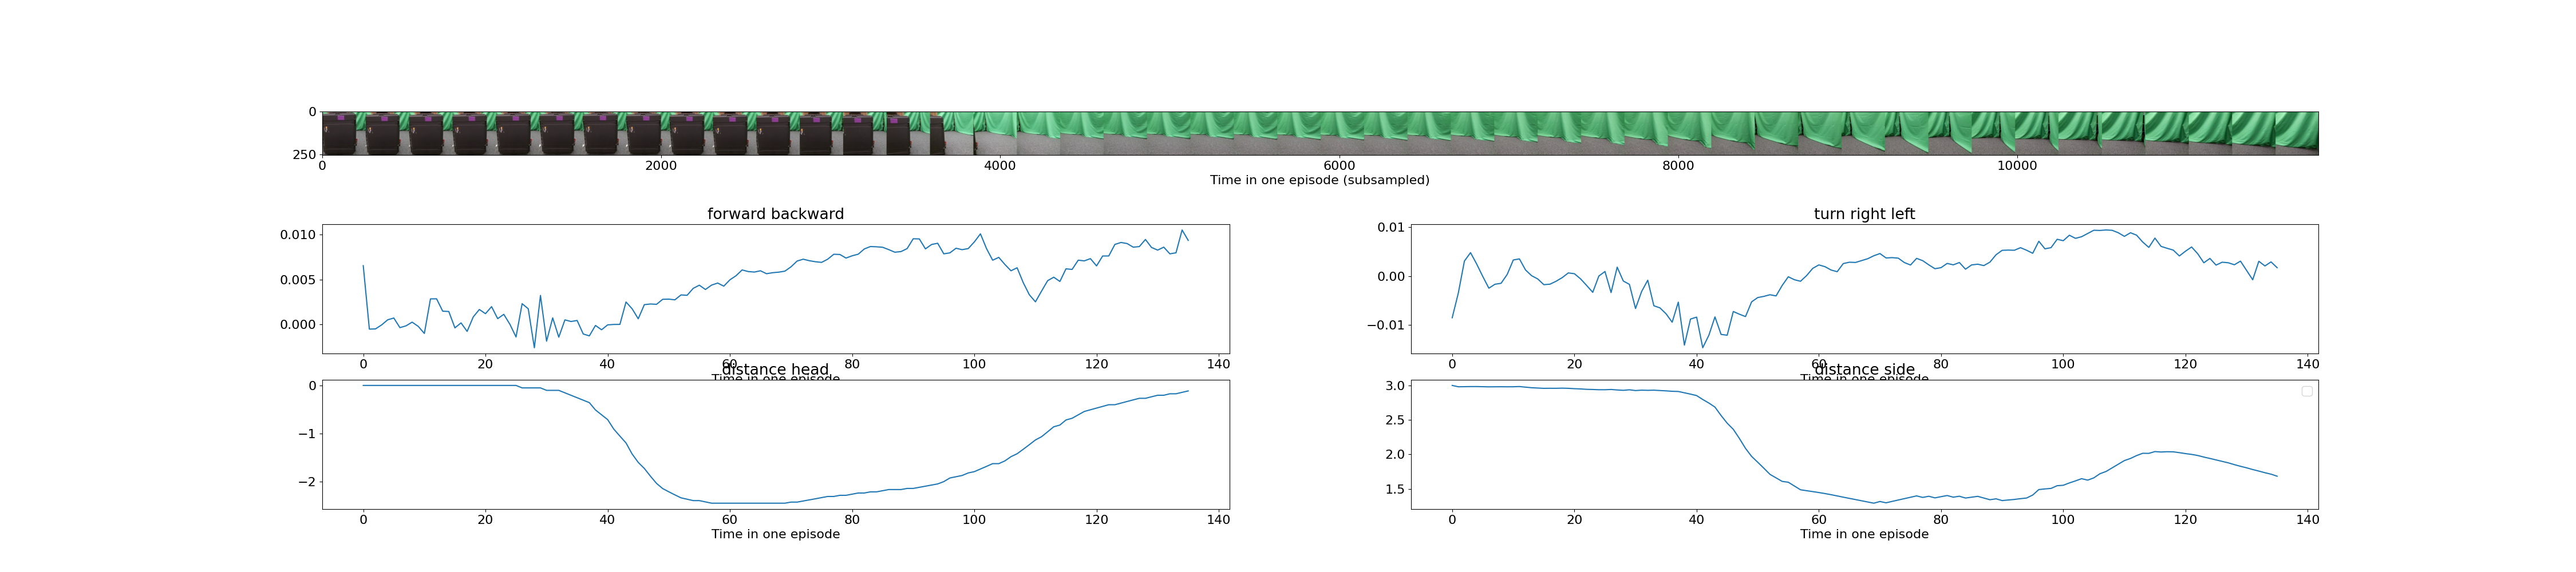 0
250
0 2000 4000 6000 8000 10000
Time in one episode (subsampled)
forward backward
turn right left
0.010
0.005
0.000
0.01
0.00
−0.01
0 20 40 60 80 100 120 140
0 20 40 60 80 100 120 140
Time in one episode
Time in one episode
distance head
distance side
0
−1
−2
3.0
2.5
2.0
1.5
0 20 40 60 80 100 120 140
0 20 40 60 80 100 120 140
Time in one episode
Time in one episode